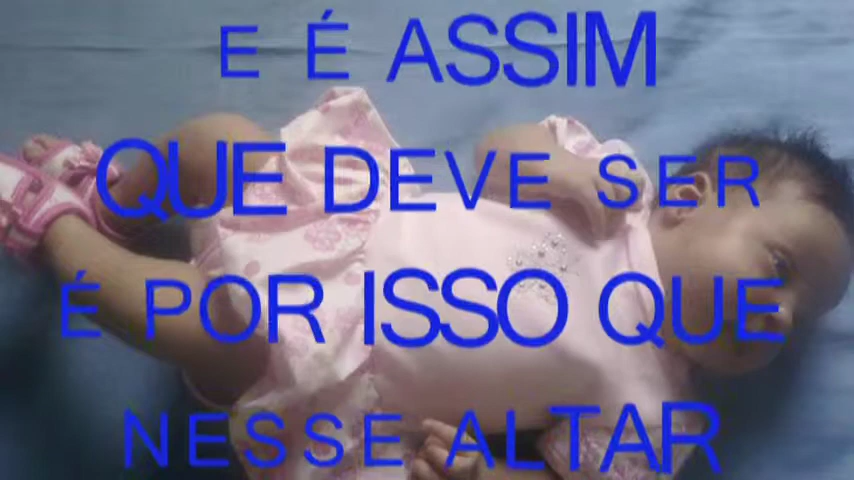 E É ASSIM
QUE DEVE SER
É POR ISSO QUE
NESSE ALTAR